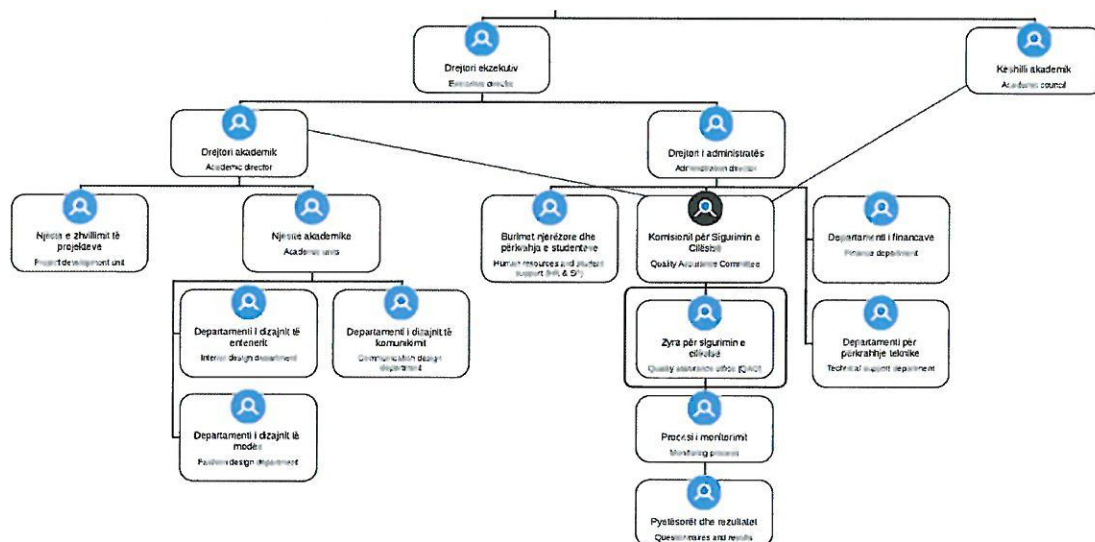 Drejtori ekzekutiv
Executive director
Këshilli akademik
Academic council
Drejtori akademik
Academic director
Drejtori i administratës
Administration director
Njësia e zhvillimit të
projekteve
Project development unit
Njësitë akademike
Academic units
Burimet njerëzore dhe
përkrahja e studenteve
Human resources and student
support (HR & SP)
Komisionit për Sigurimin e
Cilësisë
Quality Assurance Committee
Departamenti i financave
Finance department
Departamenti i dizajnit të
enterierit
Interior design department
Departamenti i dizajnit të
komunikimit
Communication design
department
Zyra për sigurimin e
cilësisë
Quality assurance office (QAO)
Departamenti për
përkrahje teknike
Technical support department
Departamenti i dizajnit të
modës
Fashion design department
Procesi i monitorimit
Monitoring process
Pyetësorët dhe rezultatet
Questionnaires and results